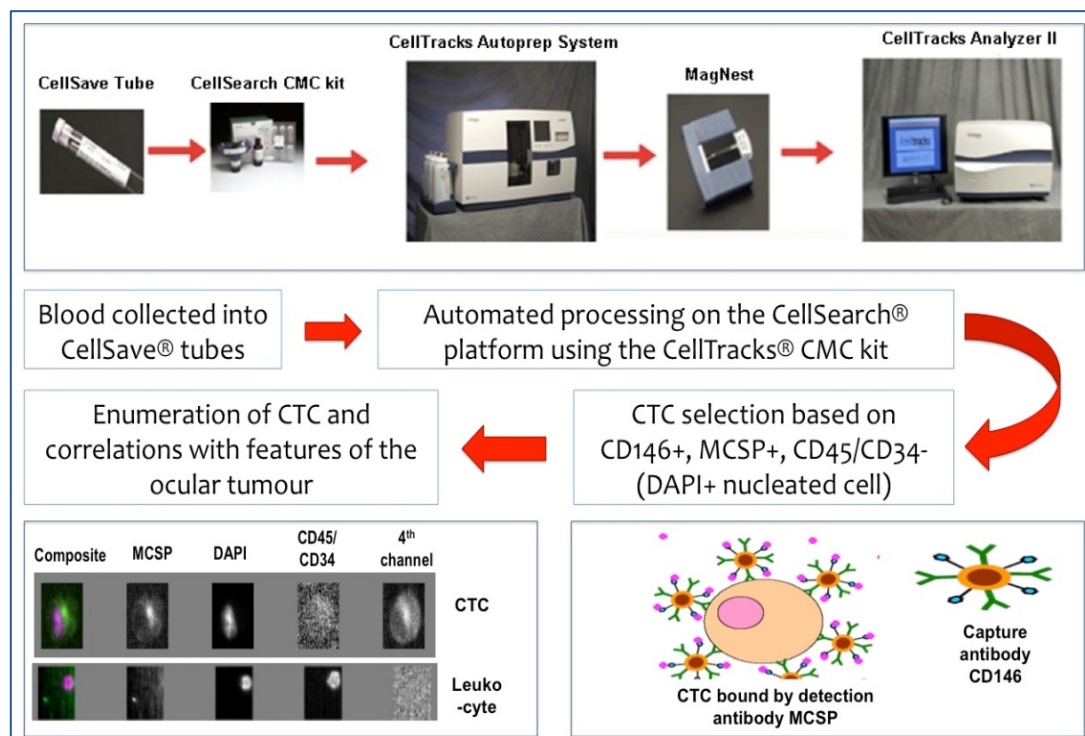 CellTracks Autoprep System
CellTracks Analyzer II
CellSave Tube
CellSearch CMC kit
MagNest
Blood collected into
CellSave® tubes
Automated processing on the CellSearch®
platform using the CellTracks® CMC kit
Enumeration of CTC and
correlations with features of the
ocular tumour
CTC selection based on
CD146+, MCSP+, CD45/CD34-
(DAPI+ nucleated cell)
Composite
MCSP
DAPI
CD45/
CD34
4th
channel
CTC
Leuko
-cyte
CTC bound by detection
antibody MCSP
Capture
antibody
CD146